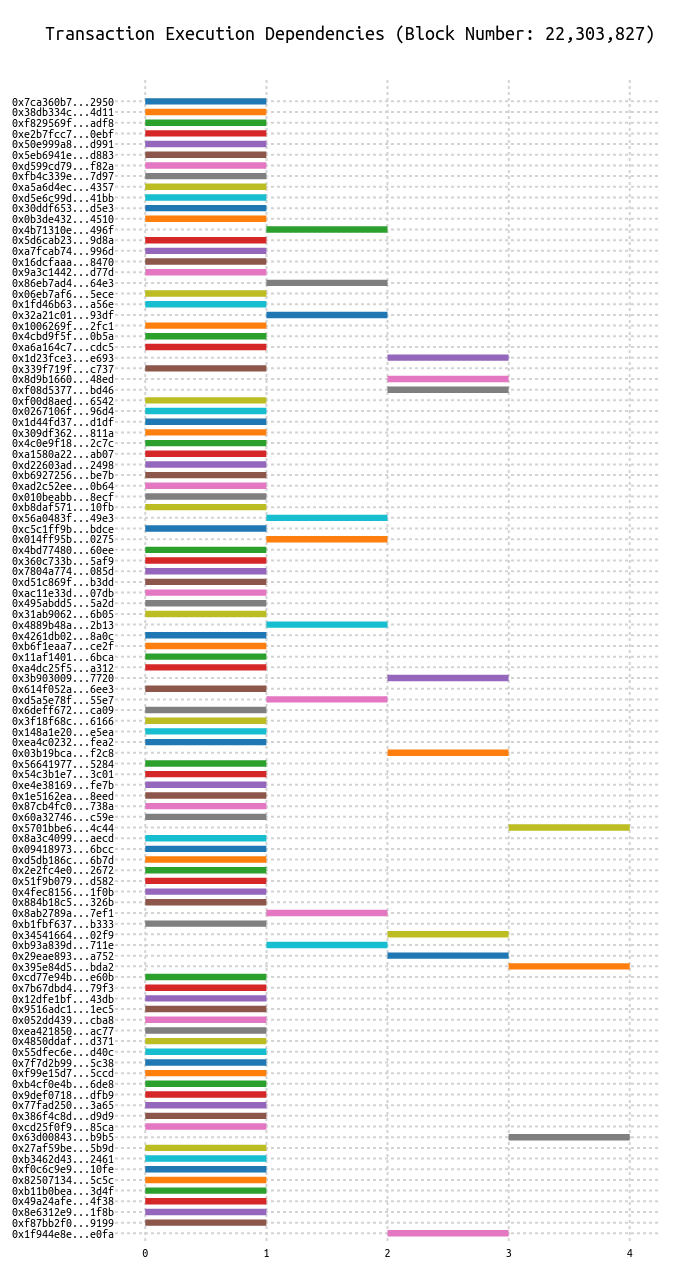 Transaction Execution Dependencies (Block Number: 22,303,827)
0x7ca360b7...2950
0x38db334c...4d11
0xf829569f...adf8
0xe2b7fcc7...0ebf
0x50e999a8...d991
0x5eb6941e...d883
0xd599cd79...f82a
0xfb4c339e...7d97
0xa5a6d4ec...4357
0xd5e6c99d...41bb
0x30ddf653...d5e3
0x0b3de432...4510
0x4b71310e...496f
0x5d6cab23...9d8a
0xa7fcab74...996d
0x16dcfaaa...8470
0x9a3c1442...d77d
0x86eb7ad4...64e3
0x06eb7af6...5ece
0x1fd46b63...a56e
0x32a21c01...93df
0x1006269f...2fc1
0x4cbd9f5f...0b5a
0xa6a164c7...cdc5
0x1d23fce3...e693
0x339f719f...c737
0x8d9b1660...48ed
0xf08d5377...bd46
0xf00d8aed...6542
0x0267106f...96d4
0x1d44fd37...d1df
0x309df362...811a
0x4c0e9f18...2c7c
0xa1580a22...ab07
0xd22603ad...2498
0xb6927256...be7b
0xad2c52ee...0b64
0x010beabb...8ecf
0xb8daf571...10fb
0x56a0483f...49e3
0xc5c1ff9b...bdce
0x014ff95b...0275
0x4bd77480...60ee
0x360c733b...5af9
0x7804a774...085d
0xd51c869f...b3dd
0xac11e33d...07db
0x495abdd5...5a2d
0x31ab9062...6b05
0x4889b48a...2b13
0x4261db02...8a0c
0xb6f1eaa7...ce2f
0x11af1401...6bca
0xa4dc25f5...a312
0x3b903009...7720
0x614f052a...6ee3
0xd5a5e78f...55e7
0x6deff672...ca09
0x3f18f68c...6166
0x148a1e20...e5ea
0xea4c0232...fea2
0x03b19bca...f2c8
0x56641977...5284
0x54c3b1e7...3c01
0xe4e38169...fe7b
0x1e5162ea...8eed
0x87cb4fc0...738a
0x60a32746...c59e
0x5701bbe6...4c44
0x8a3c4099...aecd
0x09418973...6bcc
0xd5db186c...6b7d
0x2e2fc4e0...2672
0x51f9b079...d582
0x4fec8156...1f0b
0x884b18c5...326b
0x8ab2789a...7ef1
0xb1fbf637...b333
0x34541664...02f9
0xb93a839d...711e
0x29eae893...a752
0x395e84d5...bda2
0xcd77e94b...e60b
0x7b67dbd4...79f3
0x12dfe1bf...43db
0x9516adc1...1ec5
0x052dd439...cba8
0xea421850...ac77
0x4850ddaf...d371
0x55dfec6e...d40c
0x7f7d2b99...5c38
0xf99e15d7...5ccd
0xb4cf0e4b...6de8
0x9def0718...dfb9
0x77fad250...3a65
0x386f4c8d...d9d9
0xcd25f0f9...85ca
0x63d00843...b9b5
0x27af59be...5b9d
0xb3462d43...2461
0xf0c6c9e9...10fe
0x82507134...5c5c
0xb11b0bea...3d4f
0x49a24afe...4f38
0x8e6312e9...1f8b
0xf87bb2f0...9199
0x1f944e8e...e0fa
0 1 2 3 4